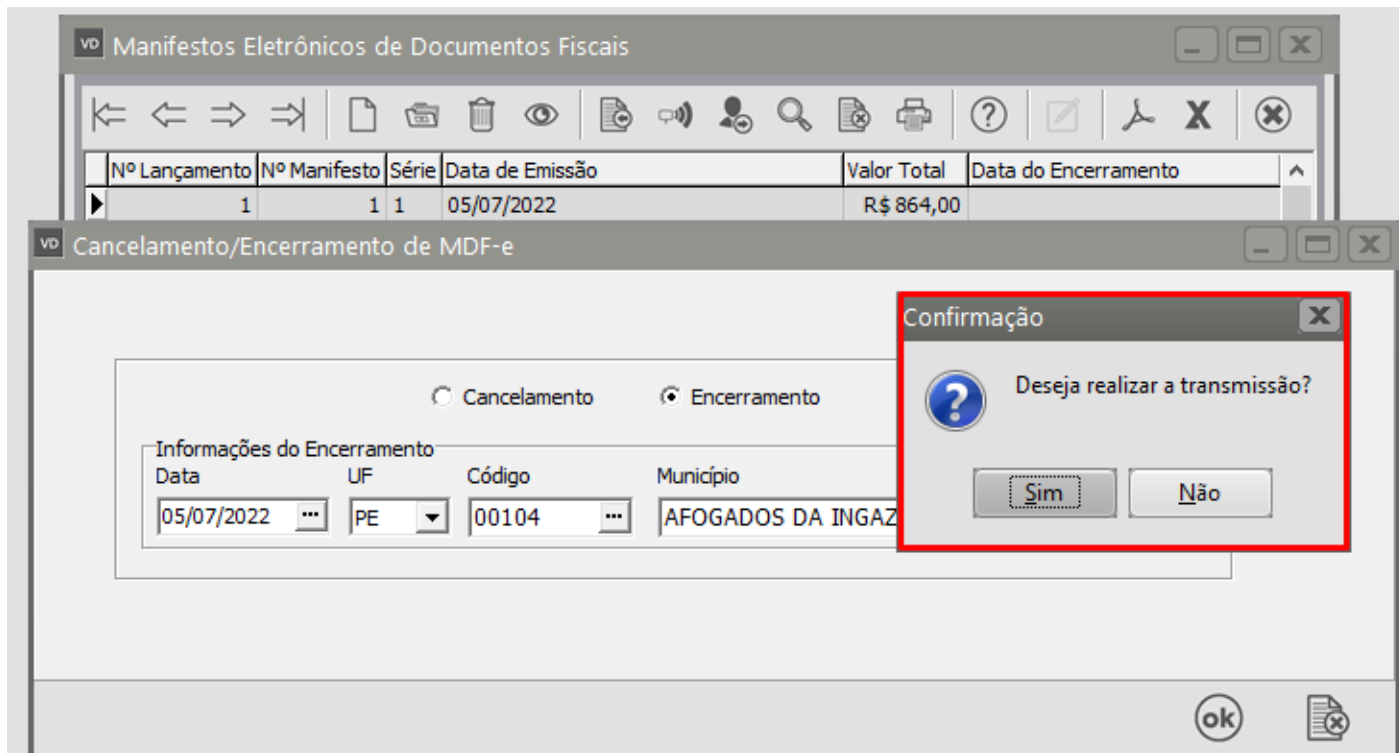 VD Manifestos Eletrônicos de Documentos Fiscais
Nº Lançamento Nº Manifesto Série Data de Emissão Valor Total Data do Encerramento
1 1 1 05/07/2022 R$ 864,00
VD Cancelamento/Encerramento de MDF-e
Confirmação
Deseja realizar a transmissão?
Sim Não
Cancelamento Encerramento
Informações do Encerramento
Data UF Código Município
05/07/2022 ... PE 00104 ... AFOGADOS DA INGAZ
ok